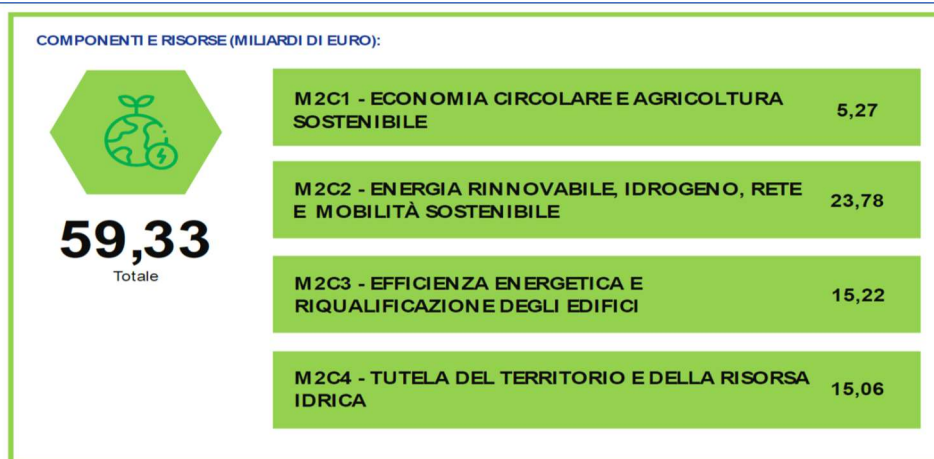 COMPONENTI E RISORSE (MILIARDI DI EURO):
59,33
Totale
M2C1 - ECONOMIA CIRCOLARE E AGRICOLTURA
SOSTENIBILE
5,27
M2C2 - ENERGIA RINNOVABILE, IDROGENO, RETE
E MOBILITÀ SOSTENIBILE
23,78
M2C3 - EFFICIENZA ENERGETICA E
RIQUALIFICAZIONE DEGLI EDIFICI
15,22
M2C4 - TUTELA DEL TERRITORIO E DELLA RISORSA
IDRICA
15,06